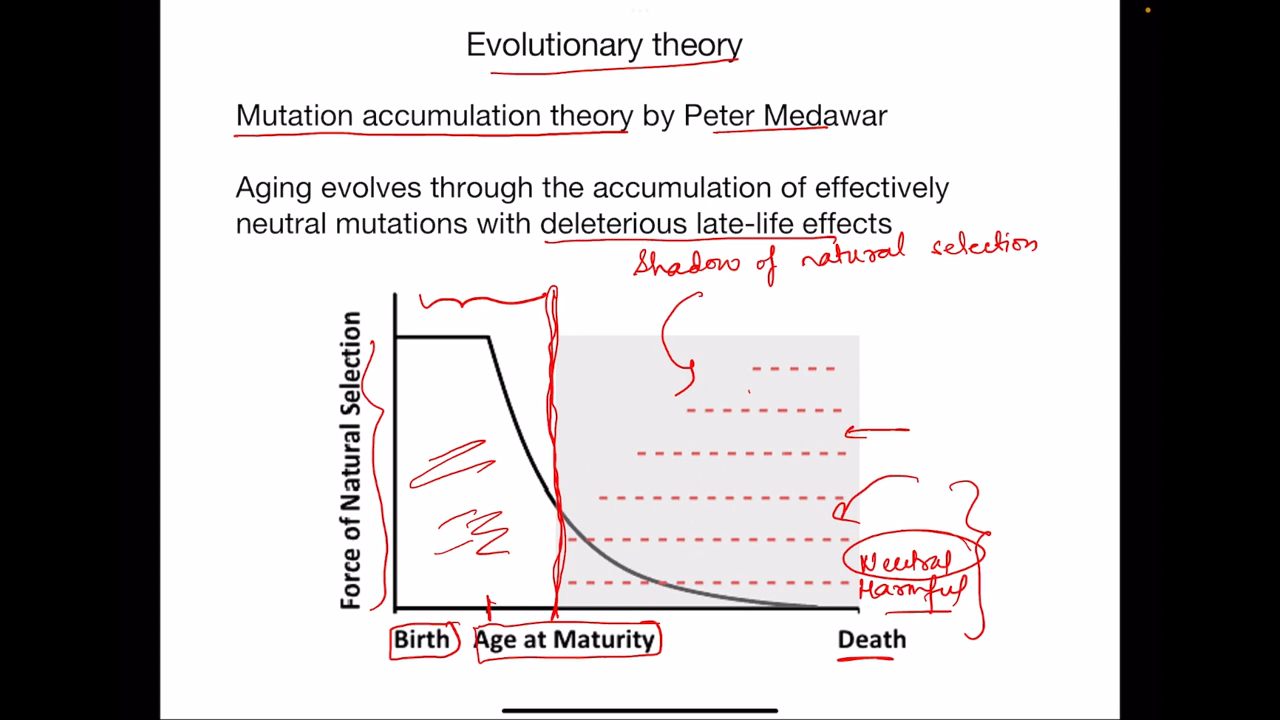 Evolutionary theory
Mutation accumulation theory by Peter Medawar
Aging evolves through the accumulation of effectively
neutral mutations with deleterious late-life effects
Shadow of natural selection
Force of Natural Selection
Neutral
Harmful
Birth Age at Maturity Death